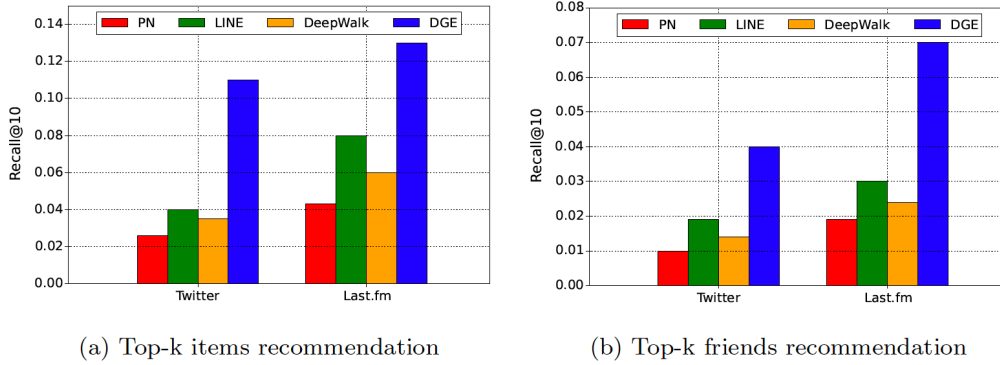 PN LINE DeepWalk DGE
0.14
0.12
0.10
0.08
0.06
0.04
0.02
0.00
Recall@10
Twitter Last.fm
(a) Top-k items recommendation
PN LINE DeepWalk DGE
0.08
0.07
0.06
0.05
0.04
0.03
0.02
0.01
0.00
Recall@10
Twitter Last.fm
(b) Top-k friends recommendation